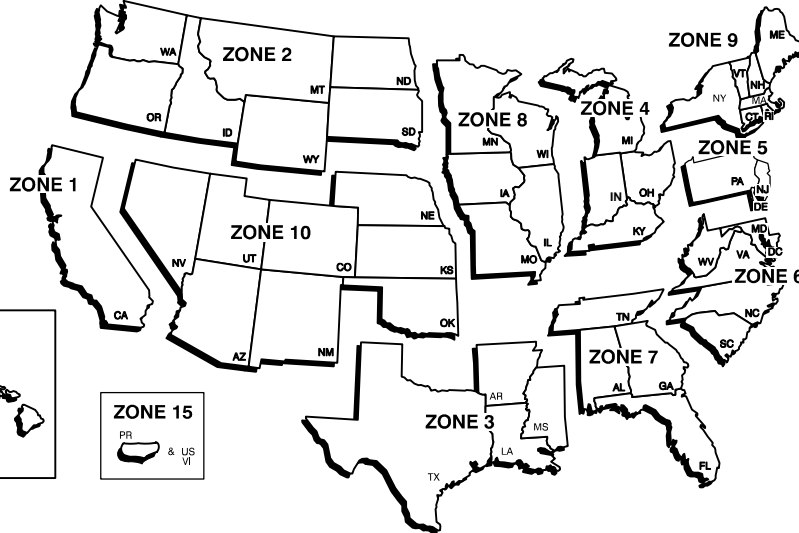 ZONE 9
ME
WA
ZONE 2
VT
NH
MT
ND
NY
MA
ZONE 8
ZONE 4
OR
CT
RI
ID
SD
MN
MI
ZONE 5
WY
WI
PA
ZONE 1
IA
IN
OH
NJ
DE
NE
ZONE 10
KY
MD
NV
UT
CO
KS
MO
IL
WV
VA
DC
ZONE 6
CA
OK
TN
NC
AZ
NM
ZONE 7
SC
AL
GA
AR
ZONE 15
ZONE 3
MS
PR
& US
VI
LA
TX
FL